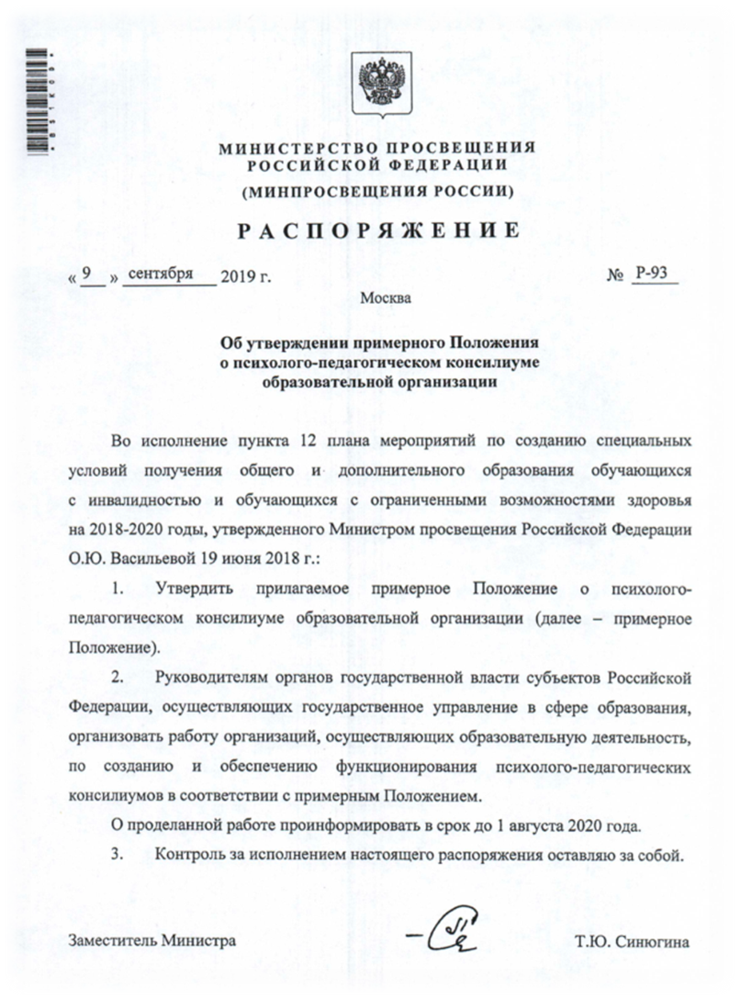 МИНИСТЕРСТВО ПРОСВЕЩЕНИЯ
РОССИЙСКОЙ ФЕДЕРАЦИИ
(МИНПРОСВЕЩЕНИЯ РОССИИ)
РАСПОРЯЖЕНИЕ
« 9 » сентября 2019 г. № Р-93
Москва
Об утверждении примерного Положения
о психолого-педагогическом консилиуме
образовательной организации
Во исполнение пункта 12 плана мероприятий по созданию специальных
условий получения общего и дополнительного образования обучающихся
с инвалидностью и обучающихся с ограниченными возможностями здоровья
на 2018-2020 годы, утвержденного Министром просвещения Российской Федерации
О.Ю. Васильевой 19 июня 2018 г.:
1. Утвердить прилагаемое примерное Положение о психолого-
педагогическом консилиуме образовательной организации (далее – примерное
Положение).
2. Руководителям органов государственной власти субъектов Российской
Федерации, осуществляющих государственное управление в сфере образования,
организовать работу организаций, осуществляющих образовательную деятельность,
по созданию и обеспечению функционирования психолого-педагогических
консилиумов в соответствии с примерным Положением.
О проделанной работе проинформировать в срок до 1 августа 2020 года.
3. Контроль за исполнением настоящего распоряжения оставляю за собой.
Заместитель Министра Т.Ю. Синюгина